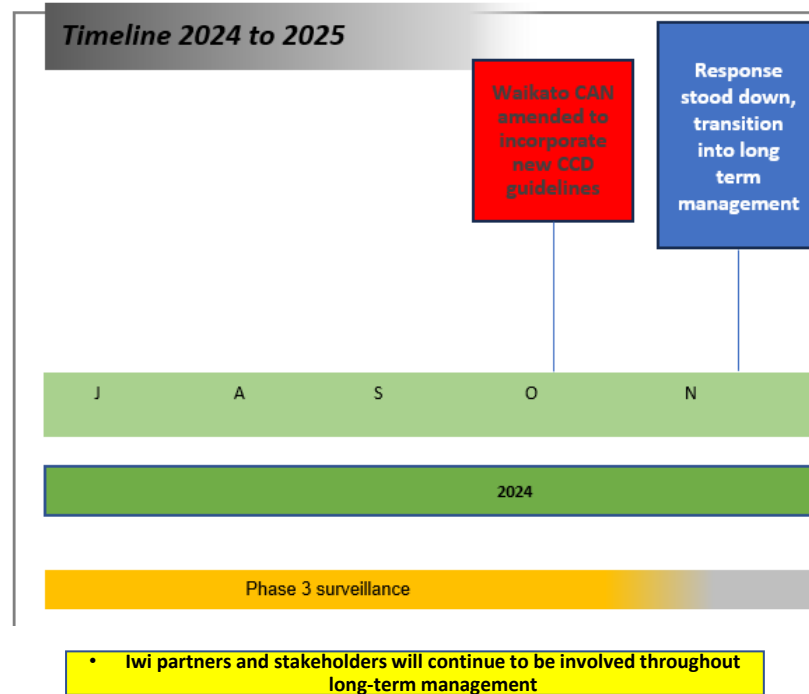 Timeline 2024 to 2025
Waikato CAN
amended to
incorporate
new CCD
guidelines
Response
stood down,
transition
into long
term
management
J A S O N
2024
Phase 3 surveillance
• Iwi partners and stakeholders will continue to be involved throughout
long-term management